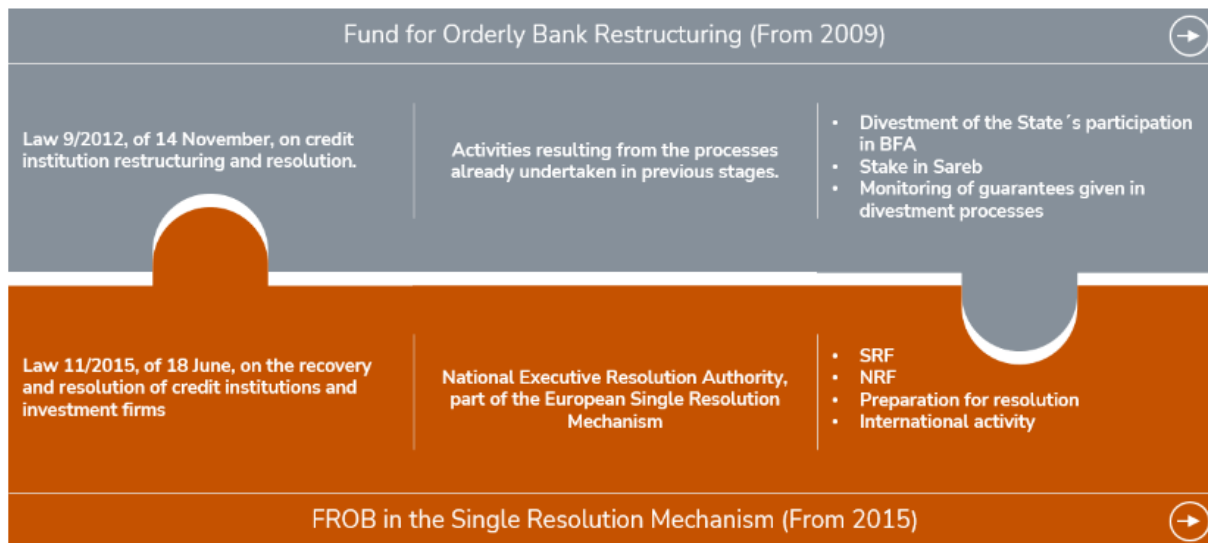 Fund for Orderly Bank Restructuring (From 2009)
Law 9/2012, of 14 November, on credit
institution restructuring and resolution.
Activities resulting from the processes
already undertaken in previous stages.
• Divestment of the State´s participation
in BFA
• Stake in Sareb
• Monitoring of guarantees given in
divestment processes
Law 11/2015, of 18 June, on the recovery
and resolution of credit institutions and
investment firms
National Executive Resolution Authority,
part of the European Single Resolution
Mechanism
• SRF
• NRF
• Preparation for resolution
• International activity
FROB in the Single Resolution Mechanism (From 2015)